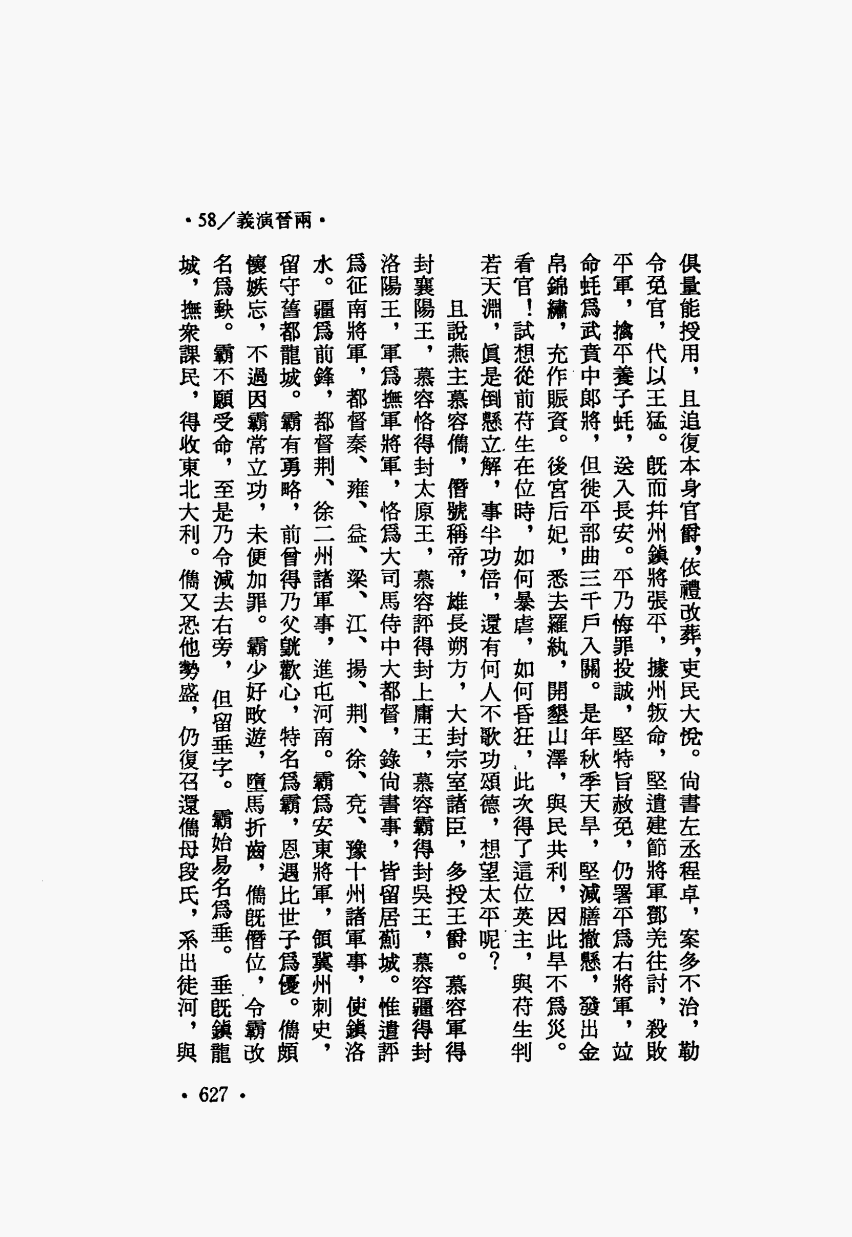 •58／義演晉兩•
俱量能授用，且追復本身官爵，依禮改葬，吏民大悅。尙書左丞程卓，案多不治，勒
令免官，代以王猛。旣而幷州鎭將張平，據州叛命，堅遣建節將軍鄧羌往討，殺敗
平軍，擒平養子蚝，送入長安。平乃悔罪投誠，堅特旨赦免，仍署平爲右將軍，竝
命蚝爲武賁中郎將，但徙平部曲三千戶入關。是年秋季天旱，堅減膳撤懸，發出金
帛錦繡，充作賑資。後宮后妃，悉去羅紈，開墾山澤，與民共利，因此旱不爲災。
看官！試想從前苻生在位時，如何暴虐，如何昏狂，此次得了這位英主，與苻生判
若天淵，眞是倒懸立解，事半功倍，還有何人不歌功頌德，想望太平呢？
且說燕主慕容儁，僭號稱帝，雄長朔方，大封宗室諸臣，多授王爵。慕容軍得
封襄陽王，慕容恪得封太原王，慕容評得封上庸王，慕容霸得封吳王，慕容疆得封
洛陽王，軍爲撫軍將軍，恪爲大司馬侍中大都督，錄尙書事，皆留居薊城。惟遣評
爲征南將軍，都督秦、雍、益、梁、江、揚、荆、徐、兗、豫十州諸軍事，使鎭洛
水。疆爲前鋒，都督荆、徐二州諸軍事，進屯河南。霸爲安東將軍，領冀州刺史，
留守舊都龍城。霸有勇略，前曾得乃父皝歡心，特名爲霸，恩遇比世子爲優。儁頗
懷嫉忘，不過因霸常立功，未便加罪。霸少好畋遊，墮馬折齒，儁旣僭位，令霸改
名爲𡙇。霸不願受命，至是乃令減去右旁，但留垂字。霸始易名爲垂。垂旣鎭龍
城，撫衆課民，得收東北大利。儁又恐他勢盛，仍復召還儁母段氏，系出徒河，與
•627•